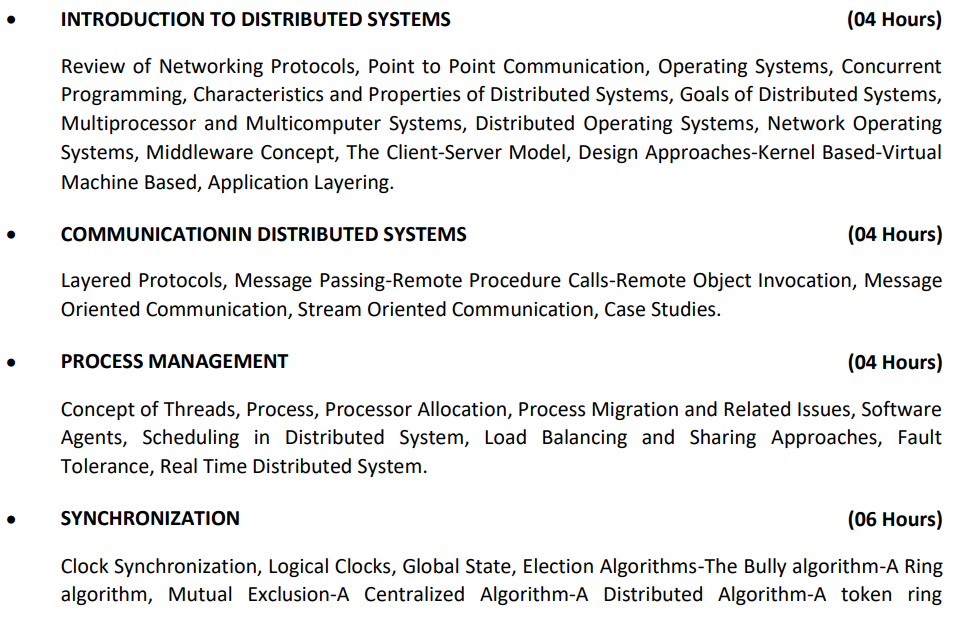 • INTRODUCTION TO DISTRIBUTED SYSTEMS (04 Hours)
Review of Networking Protocols, Point to Point Communication, Operating Systems, Concurrent
Programming, Characteristics and Properties of Distributed Systems, Goals of Distributed Systems,
Multiprocessor and Multicomputer Systems, Distributed Operating Systems, Network Operating
Systems, Middleware Concept, The Client-Server Model, Design Approaches-Kernel Based-Virtual
Machine Based, Application Layering.
• COMMUNICATIONIN DISTRIBUTED SYSTEMS (04 Hours)
Layered Protocols, Message Passing-Remote Procedure Calls-Remote Object Invocation, Message
Oriented Communication, Stream Oriented Communication, Case Studies.
• PROCESS MANAGEMENT (04 Hours)
Concept of Threads, Process, Processor Allocation, Process Migration and Related Issues, Software
Agents, Scheduling in Distributed System, Load Balancing and Sharing Approaches, Fault
Tolerance, Real Time Distributed System.
• SYNCHRONIZATION (06 Hours)
Clock Synchronization, Logical Clocks, Global State, Election Algorithms-The Bully algorithm-A Ring
algorithm, Mutual Exclusion-A Centralized Algorithm-A Distributed Algorithm-A token ring